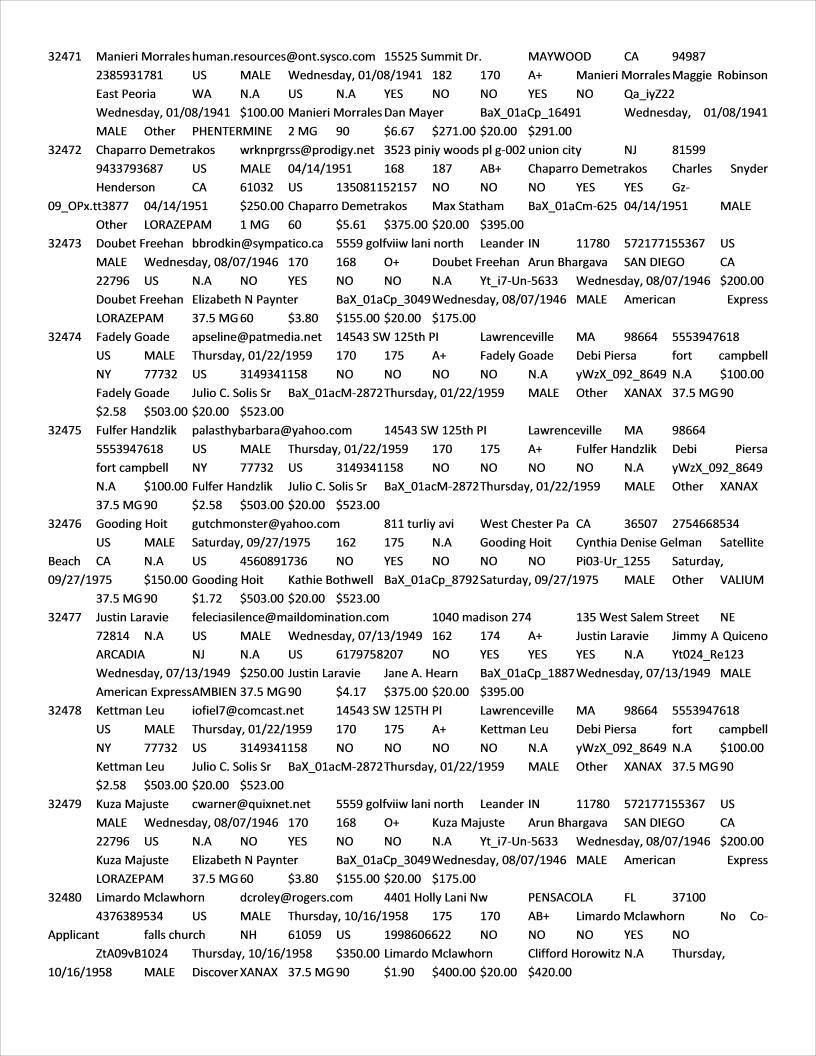 32471 Manieri Morrales human.resources@ont.sysco.com 15525 Summit Dr. MAYWOOD CA 94987
2385931781 US MALE Wednesday, 01/08/1941 182 170 A+ Manieri Morrales Maggie Robinson
East Peoria WA N.A US N.A YES NO NO YES NO Qa_iyZ22
Wednesday, 01/08/1941 $100.00 Manieri Morrales Dan Mayer BaX_01aCp_16491 Wednesday, 01/08/1941
MALE Other PHENTERMINE 2 MG 90 $6.67 $271.00 $20.00 $291.00
32472 Chaparro Demetrakos wrknprgrss@prodigy.net 3523 piniy woods pl g-002 union city NJ 81599
9433793687 US MALE 04/14/1951 168 187 AB+ Chaparro Demetrakos Charles Snyder
Henderson CA 61032 US 135081152157 NO NO NO YES YES Gz-
09_OPx.tt3877 04/14/1951 $250.00 Chaparro Demetrakos Max Statham BaX_01aCm-625 04/14/1951 MALE
Other LORAZEPAM 1 MG 60 $5.61 $375.00 $20.00 $395.00
32473 Doubet Freehan bbrodkin@sympatico.ca 5559 golfviiw lani north Leander IN 11780 572177155367 US
MALE Wednesday, 08/07/1946 170 168 O+ Doubet Freehan Arun Bhargava SAN DIEGO CA
22796 US N.A NO YES NO NO N.A Yt_i7-Un-5633 Wednesday, 08/07/1946 $200.00
Doubet Freehan Elizabeth N Paynter BaX_01aCp_3049 Wednesday, 08/07/1946 MALE American Express
LORAZEPAM 37.5 MG 60 $3.80 $155.00 $20.00 $175.00
32474 Fadely Goade apseline@patmedia.net 14543 SW 125th PI Lawrenceville MA 98664 5553947618
US MALE Thursday, 01/22/1959 170 175 A+ Fadely Goade Debi Piersa fort campbell
NY 77732 US 3149341158 NO NO NO NO N.A yWzX_092_8649 N.A $100.00
Fadely Goade Julio C. Solis Sr BaX_01acM-2872 Thursday, 01/22/1959 MALE Other XANAX 37.5 MG 90
$2.58 $503.00 $20.00 $523.00
32475 Fulfer Handzlik palasthybarbara@yahoo.com 14543 SW 125th PI Lawrenceville MA 98664
5553947618 US MALE Thursday, 01/22/1959 170 175 A+ Fulfer Handzlik Debi Piersa
fort campbell NY 77732 US 3149341158 NO NO NO NO N.A yWzX_092_8649
N.A $100.00 Fulfer Handzlik Julio C. Solis Sr BaX_01acM-2872 Thursday, 01/22/1959 MALE Other XANAX
37.5 MG 90 $2.58 $503.00 $20.00 $523.00
32476 Gooding Hoit gutchmonster@yahoo.com 811 turliy avi West Chester Pa CA 36507 2754668534
US MALE Saturday, 09/27/1975 162 175 N.A Gooding Hoit Cynthia Denise Gelman Satellite
Beach CA N.A US 4560891736 NO YES NO NO NO Pi03-Ur_1255 Saturday,
09/27/1975 $150.00 Gooding Hoit Kathie Bothwell BaX_01aCp_8792 Saturday, 09/27/1975 MALE Other VALIUM
37.5 MG 90 $1.72 $503.00 $20.00 $523.00
32477 Justin Laravie feleciasilence@maildomination.com 1040 madison 274 135 West Salem Street NE
72814 N.A US MALE Wednesday, 07/13/1949 162 174 A+ Justin Laravie Jimmy A Quiceno
ARCADIA NJ N.A US 6179758207 NO YES YES YES N.A Yt024_Re123
Wednesday, 07/13/1949 $250.00 Justin Laravie Jane A. Hearn BaX_01aCp_1887 Wednesday, 07/13/1949 MALE
American Express AMBIEN 37.5 MG 90 $4.17 $375.00 $20.00 $395.00
32478 Kettman Leu iofiel7@comcast.net 14543 SW 125TH PI Lawrenceville MA 98664 5553947618
US MALE Thursday, 01/22/1959 170 175 A+ Kettman Leu Debi Piersa fort campbell
NY 77732 US 3149341158 NO NO NO NO N.A yWzX_092_8649 N.A $100.00
Kettman Leu Julio C. Solis Sr BaX_01acM-2872 Thursday, 01/22/1959 MALE Other XANAX 37.5 MG 90
$2.58 $503.00 $20.00 $523.00
32479 Kuza Majuste cwarner@quixnet.net 5559 golfviiw lani north Leander IN 11780 572177155367 US
MALE Wednesday, 08/07/1946 170 168 O+ Kuza Majuste Arun Bhargava SAN DIEGO CA
22796 US N.A NO YES NO NO N.A Yt_i7-Un-5633 Wednesday, 08/07/1946 $200.00
Kuza Majuste Elizabeth N Paynter BaX_01aCp_3049 Wednesday, 08/07/1946 MALE American Express
LORAZEPAM 37.5 MG 60 $3.80 $155.00 $20.00 $175.00
32480 Limardo Mclawhorn dcroley@rogers.com 4401 Holly Lani Nw PENSACOLA FL 37100
4376389534 US MALE Thursday, 10/16/1958 175 170 AB+ Limardo Mclawhorn No Co-
Applicant falls church NH 61059 US 1998606622 NO NO NO YES NO
ZtA09vB1024 Thursday, 10/16/1958 $350.00 Limardo Mclawhorn Clifford Horowitz N.A Thursday,
10/16/1958 MALE Discover XANAX 37.5 MG 90 $1.90 $400.00 $20.00 $420.00